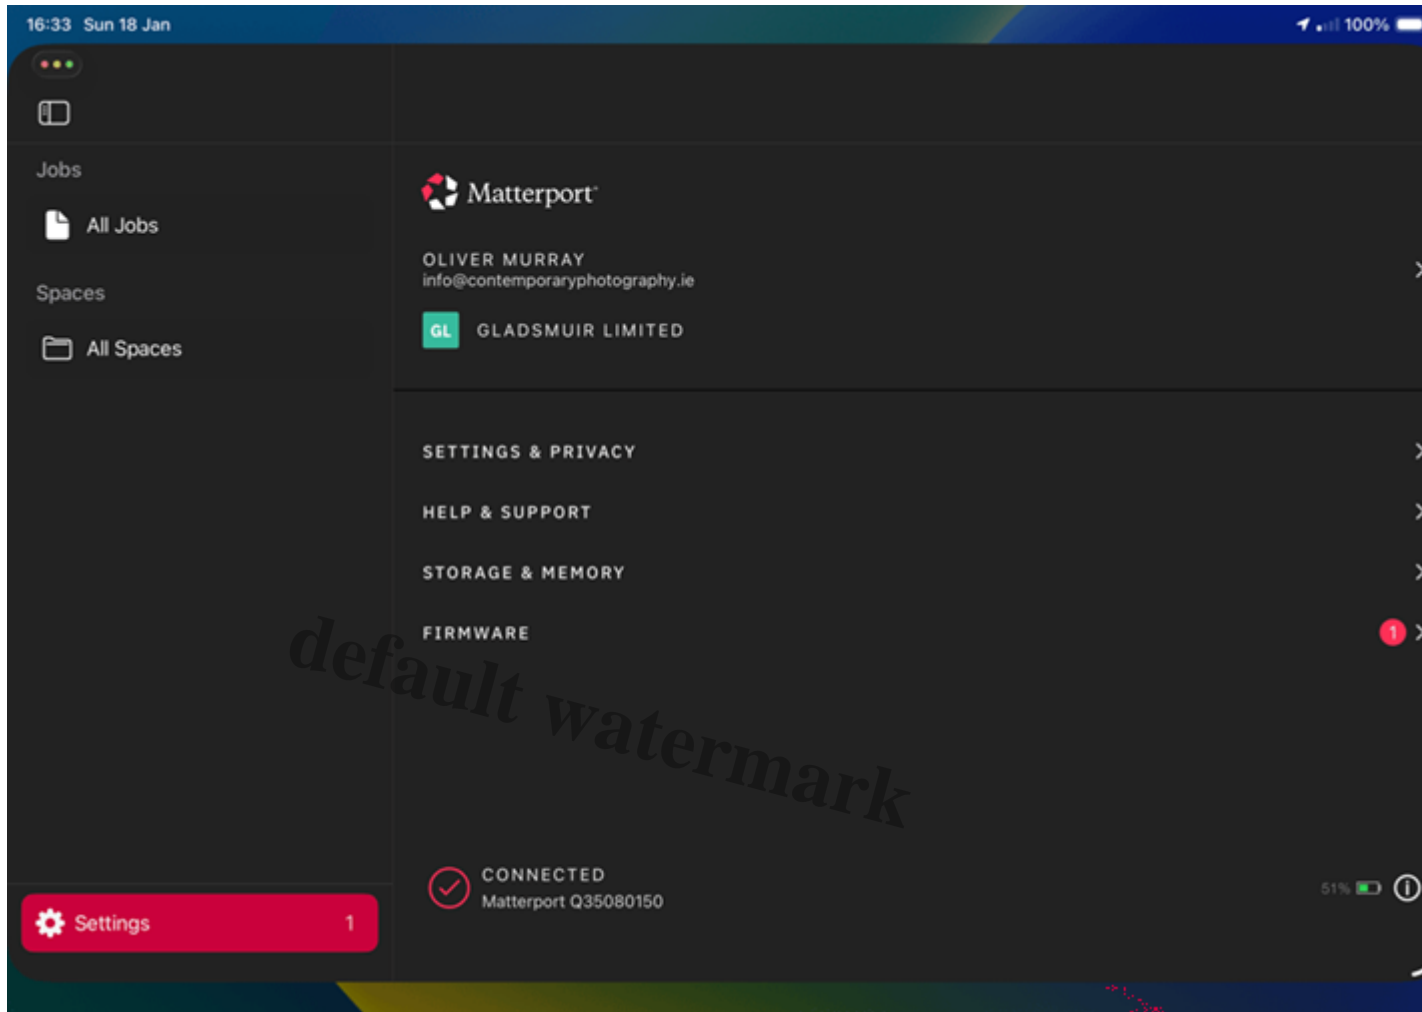 16:33 Sun 18 Jan
100%
Jobs
All Jobs
Spaces
All Spaces
Settings 1
Matterport
OLIVER MURRAY
info@contemporaryphotography.ie
GL GLADSMUIR LIMITED
SETTINGS & PRIVACY
HELP & SUPPORT
STORAGE & MEMORY
FIRMWARE 1
default watermark
CONNECTED
Matterport Q35080150
51%